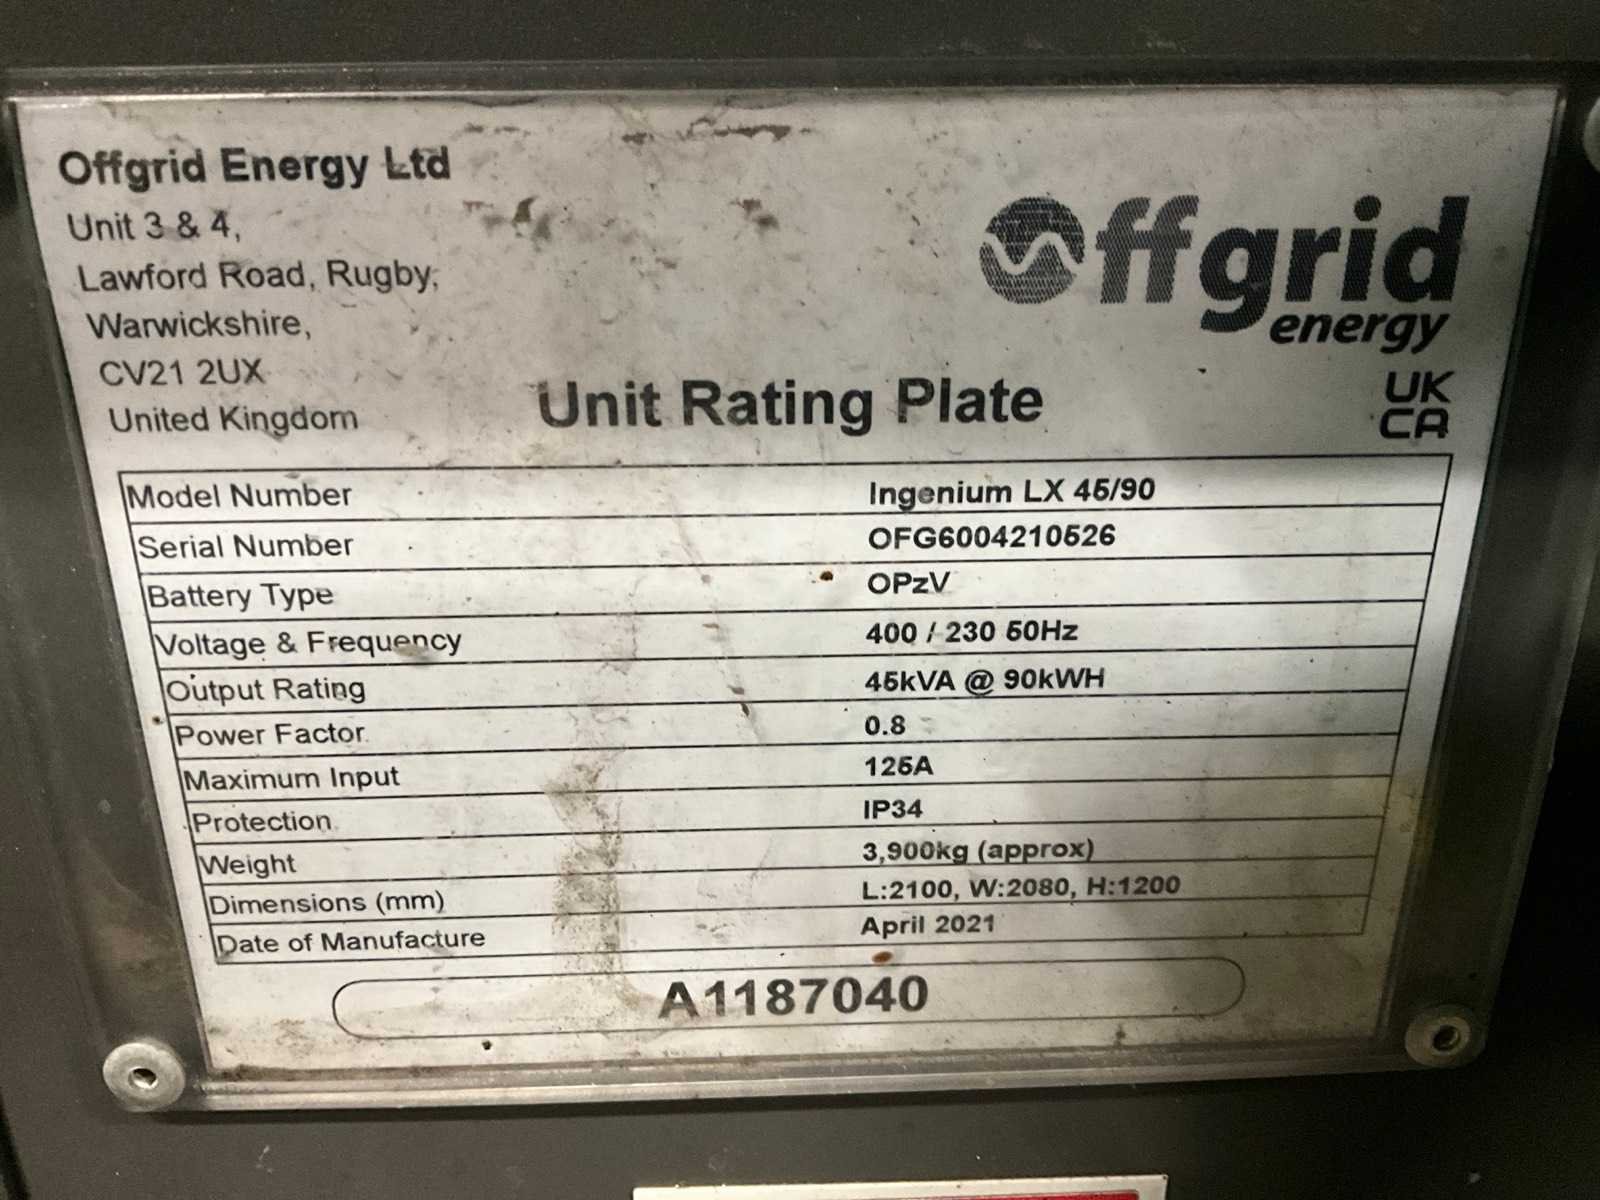 Offgrid Energy Ltd
Unit 3 & 4,
Lawford Road, Rugby,
Warwickshire,
CV21 2UX
United Kingdom
Offgrid
energy
UK
CA
Unit Rating Plate
Model Number Ingenium LX 45/90
Serial Number OFG6004210526
Battery Type OPzV
Voltage & Frequency 400 / 230 50Hz
Output Rating 45kVA @ 90kWH
Power Factor 0.8
Maximum Input 125A
Protection IP34
Weight 3,900kg (approx)
Dimensions (mm) L:2100, W:2080, H:1200
Date of Manufacture April 2021
A1187040